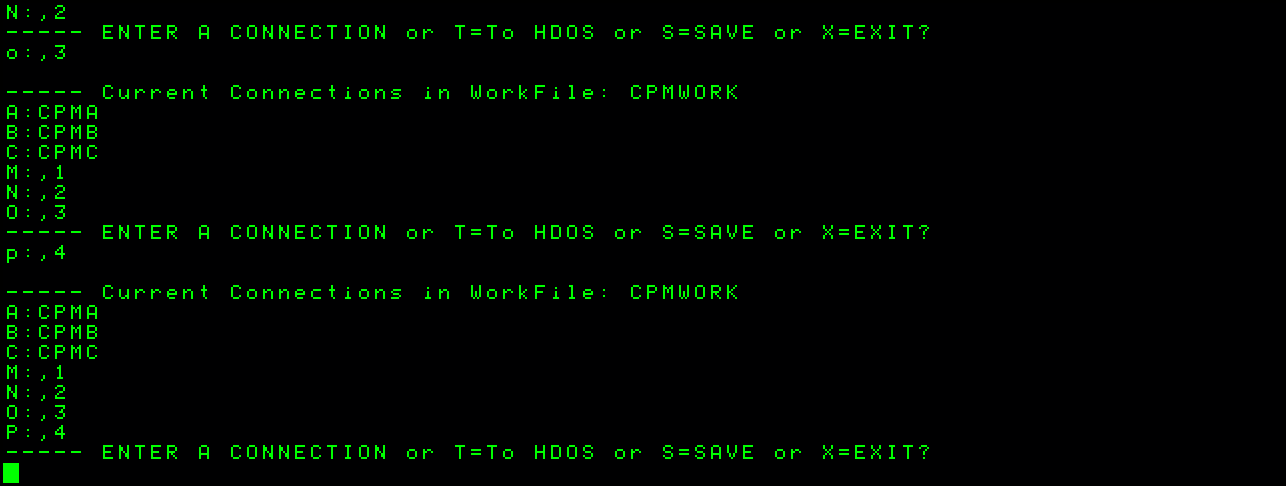 N:,2
----- ENTER A CONNECTION or T=To HDOS or S=SAVE or X=EXIT?
o:,3
----- Current Connections in WorkFile: CPMWORK
A:CPMA
B:CPMB
C:CPMC
M:,1
N:,2
O:,3
----- ENTER A CONNECTION or T=To HDOS or S=SAVE or X=EXIT?
p:,4
----- Current Connections in WorkFile: CPMWORK
A:CPMA
B:CPMB
C:CPMC
M:,1
N:,2
O:,3
P:,4
----- ENTER A CONNECTION or T=To HDOS or S=SAVE or X=EXIT?